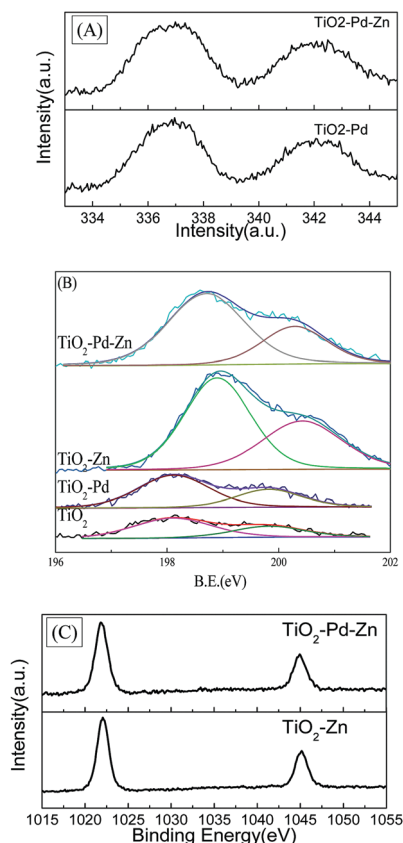 (A)
TiO2-Pd-Zn
TiO2-Pd
Intensity(a.u.)
334 336 338 340 342 344
Intensity(a.u.)
(B)
TiO₂-Pd-Zn
TiO₂-Zn
TiO₂-Pd
TiO₂
196 198 200 202
B.E.(eV)
(C)
TiO₂-Pd-Zn
TiO₂-Zn
Intensity(a.u.)
1015 1020 1025 1030 1035 1040 1045 1050 1055
Binding Energy(eV)